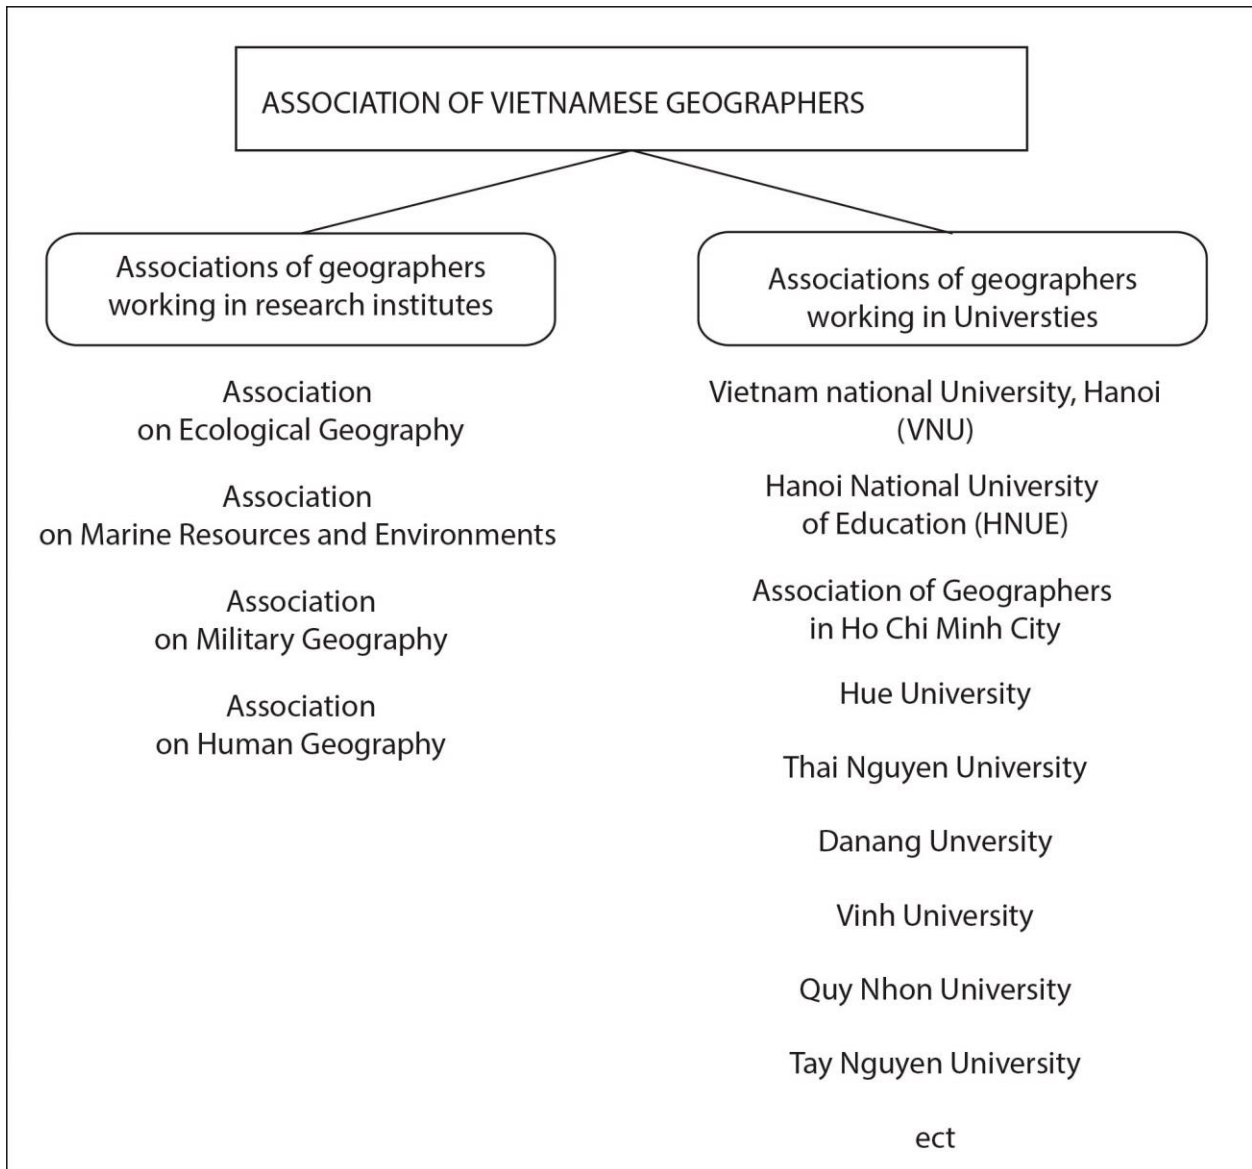 ASSOCIATION OF VIETNAMESE GEOGRAPHERS
Associations of geographers
working in research institutes
Association
on Ecological Geography
Association
on Marine Resources and Environments
Association
on Military Geography
Association
on Human Geography
Associations of geographers
working in Universties
Vietnam national University, Hanoi
(VNU)
Hanoi National University
of Education (HNUE)
Association of Geographers
in Ho Chi Minh City
Hue University
Thai Nguyen University
Danang Unversity
Vinh University
Quy Nhon University
Tay Nguyen University
ect